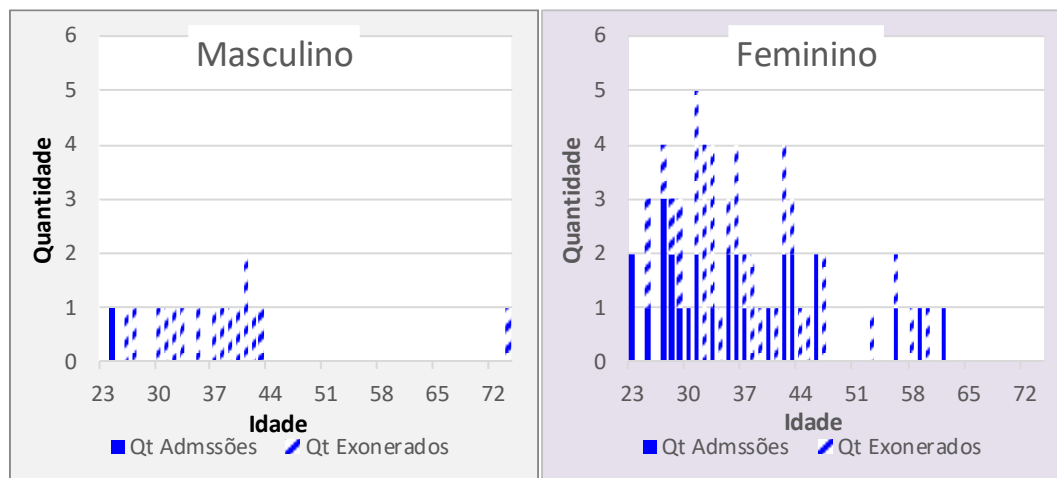 Masculino
6
5
4
3
2
1
0
Quantidade
23 30 37 44 51 58 65 72
Idade
Qt Admssões Qt Exonerados
Feminino
6
5
4
3
2
1
0
Quantidade
23 30 37 44 51 58 65 72
Idade
Qt Admssões Qt Exonerados